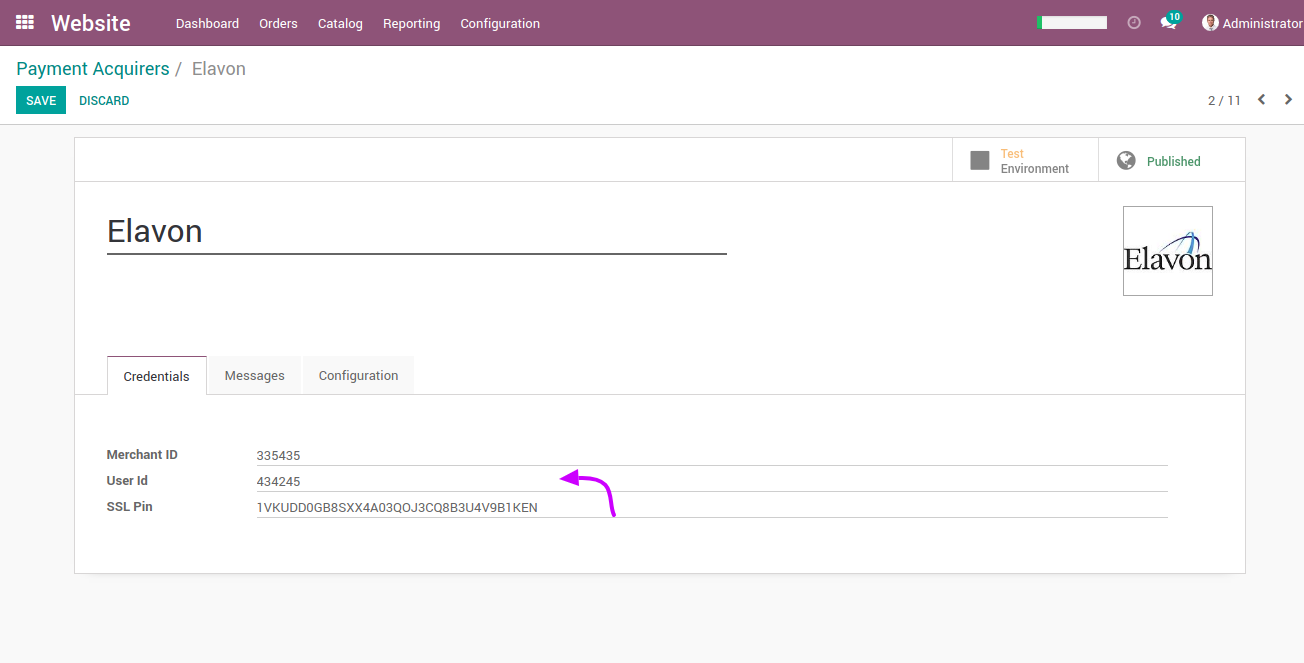 Website Dashboard Orders Catalog Reporting Configuration 10 Administrator
Payment Acquirers / Elavon
SAVE DISCARD 2 / 11
Test
Environment
Published
Elavon
Elavon
Credentials Messages Configuration
Merchant ID 335435
User Id 434245
SSL Pin 1VKUDD0GB8SXX4A03QOJ3CQ8B3U4V9B1KEN